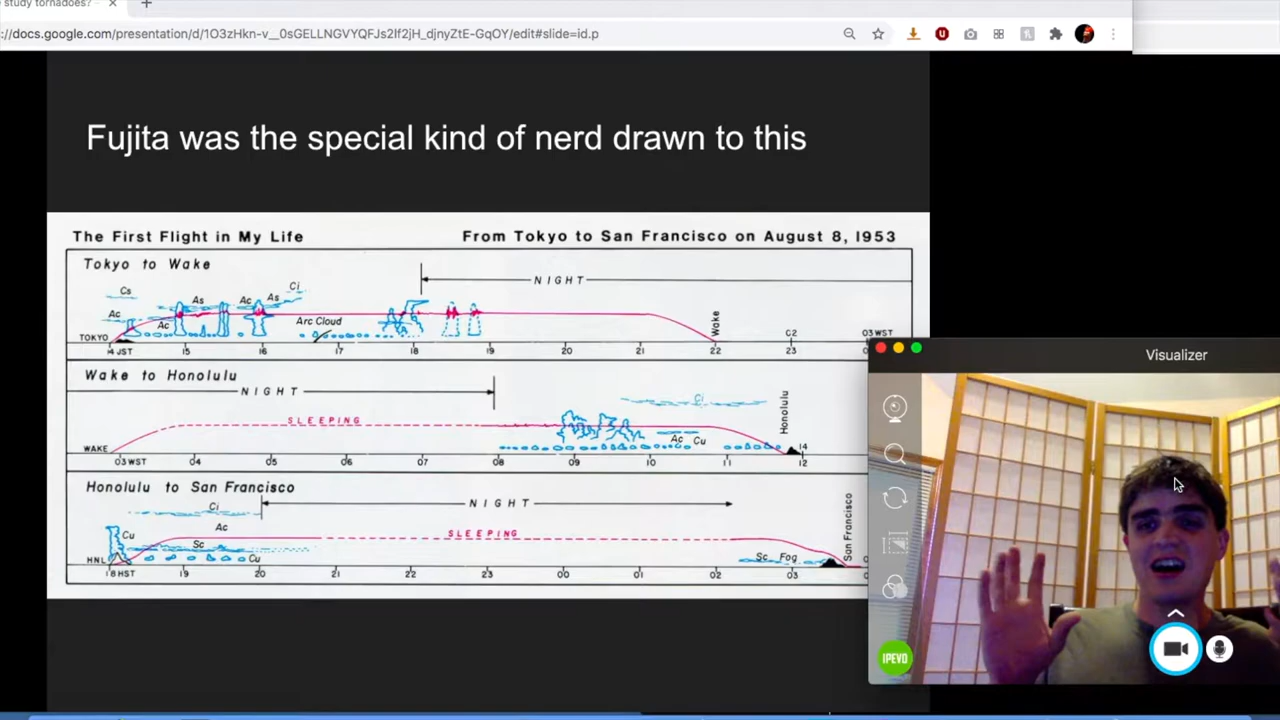 study tornadoes? -
://docs.google.com/presentation/d/1O3zHkn-v__0sGELLNGVYQFJs2If2jH_djnyZtE-GqOY/edit#slide=id.p
Fujita was the special kind of nerd drawn to this
The First Flight in My Life From Tokyo to San Francisco on August 8, 1953
Tokyo to Wake
NIGHT
Cs As Ac As Ci
Ac Ac Arc Cloud Wake
TOKYO C2 03 WST
14 JST 15 16 17 18 19 20 21 22 23
Wake to Honolulu
NIGHT
SLEEPING Ci Honolulu
Ac Cu
WAKE 14
03 WST 04 05 06 07 08 09 10 11 12
Honolulu to San Francisco
NIGHT
Ci
Cu Ac SLEEPING San Francisco
Sc Sc Fog
HNL Cu
18 HST 19 20 21 22 23 00 01 02 03
Visualizer
IPEVO